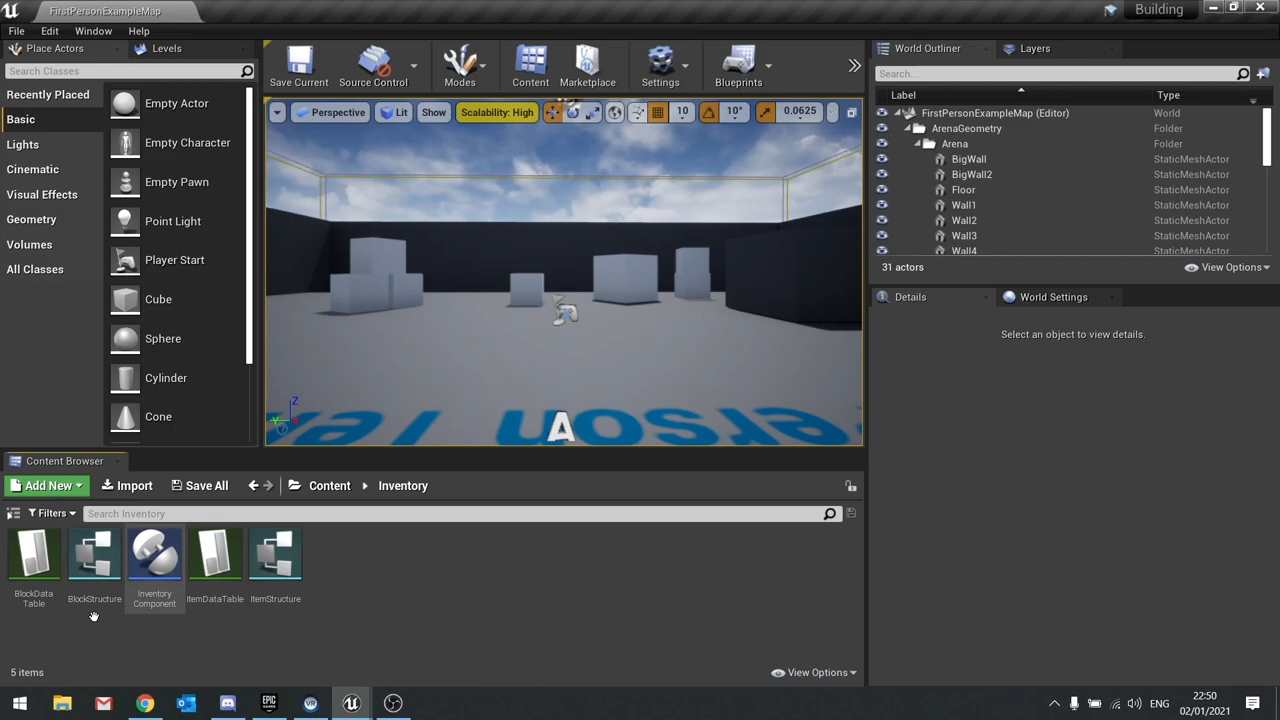 FirstPersonExampleMap
Building
File Edit Window Help
Place Actors
Levels
Search Classes
Recently Placed
Basic
Lights
Cinematic
Visual Effects
Geometry
Volumes
All Classes
Empty Actor
Empty Character
Empty Pawn
Point Light
Player Start
Cube
Sphere
Cylinder
Cone
Save Current
Source Control
Modes
Content
Marketplace
Settings
Blueprints
Perspective
Lit
Show
Scalability: High
10
10°
0.0625
Z
A
World Outliner
Layers
Search...
Label Type
FirstPersonExampleMap (Editor) World
ArenaGeometry Folder
Arena Folder
BigWall StaticMeshActor
BigWall2 StaticMeshActor
Floor StaticMeshActor
Wall1 StaticMeshActor
Wall2 StaticMeshActor
Wall3 StaticMeshActor
Wall4 StaticMeshActor
31 actors
View Options
Details
World Settings
Select an object to view details.
Content Browser
Add New
Import
Save All
Content
Inventory
Filters
Search Inventory
BlockData
Table
BlockStructure
Inventory
Component
ItemDataTable
ItemStructure
5 items
View Options
ENG
22:50
02/01/2021